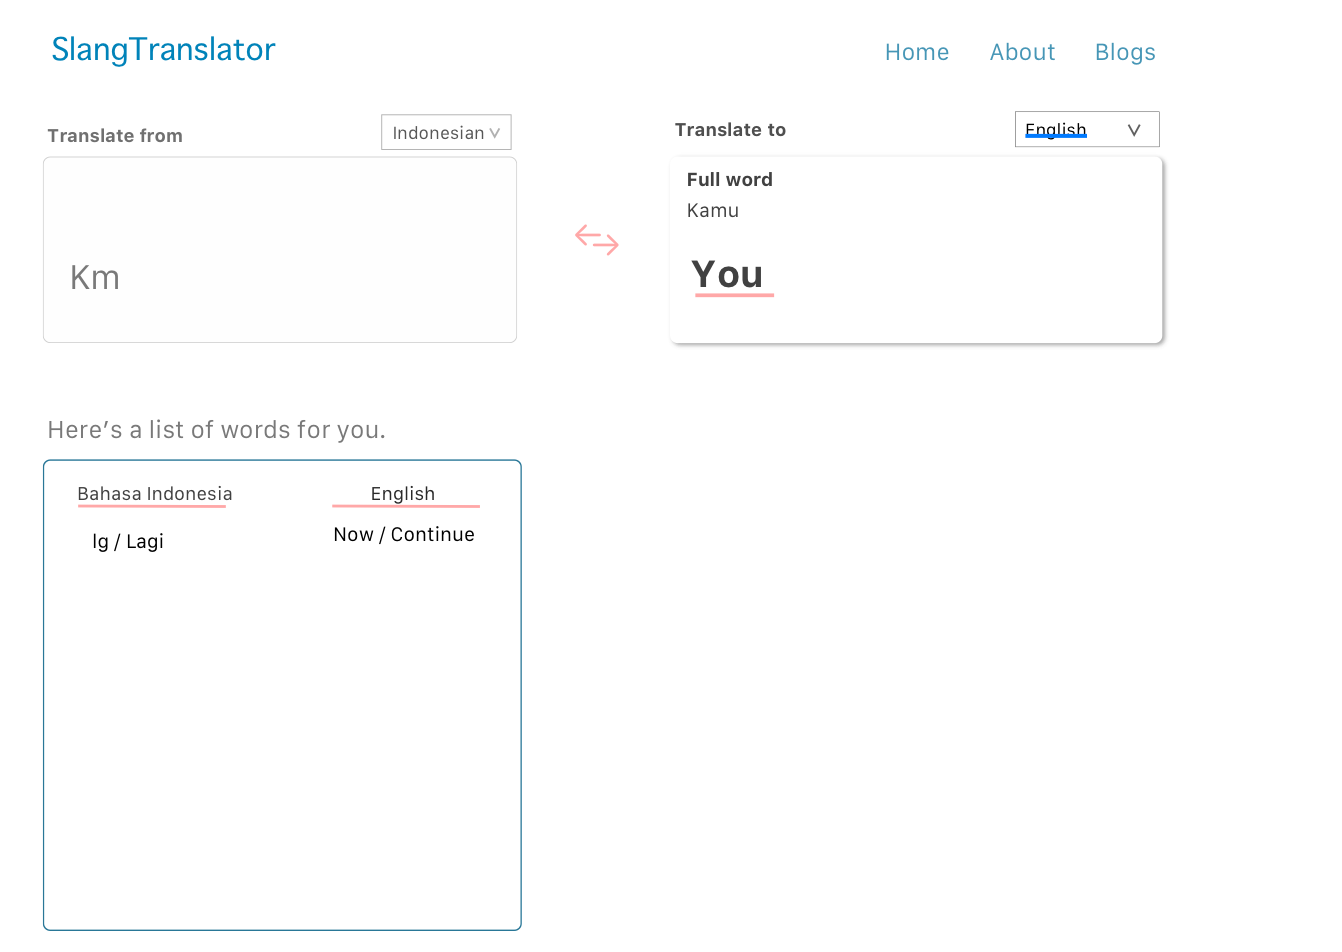 SlangTranslator
Home About Blogs
Translate from
Indonesian
Km
Translate to
English
Full word
Kamu
You
Here’s a list of words for you.
Bahasa Indonesia English
lg / Lagi Now / Continue